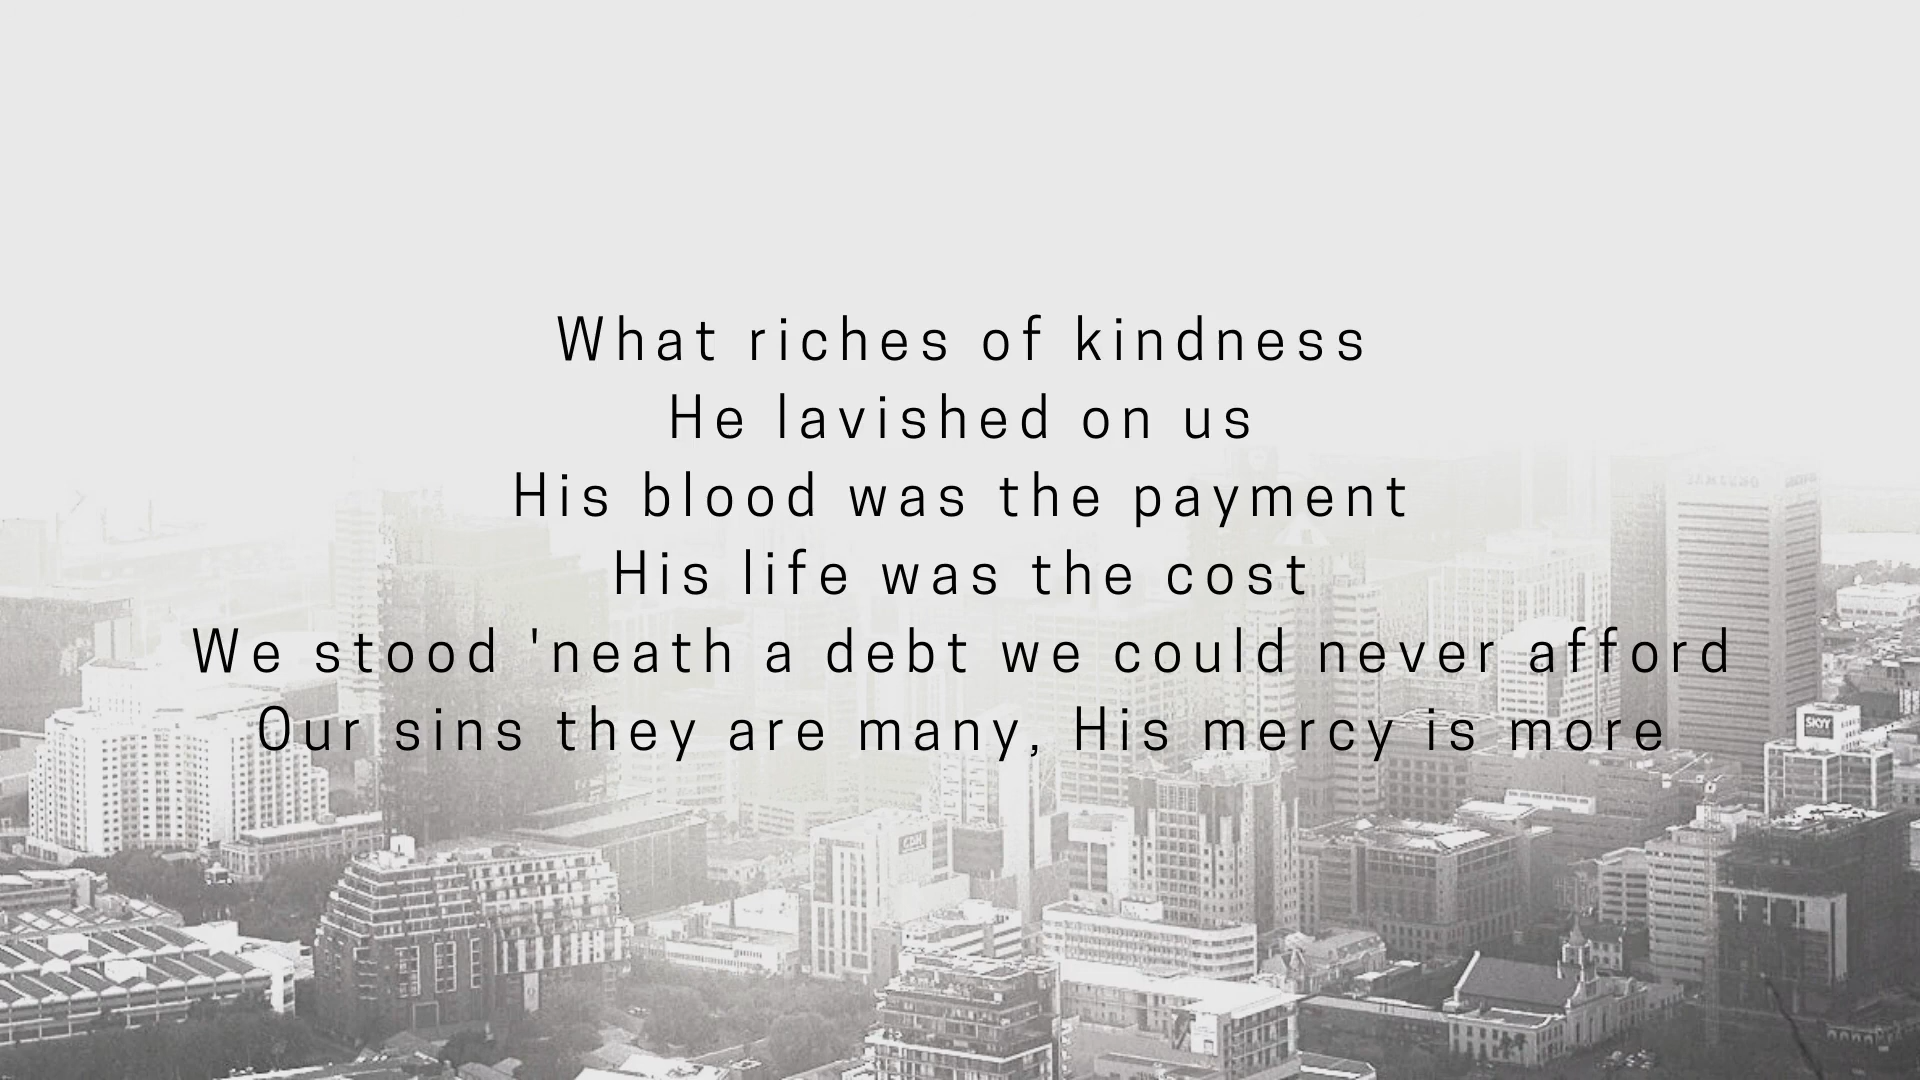 What riches of kindness
He lavished on us
His blood was the payment
His life was the cost
We stood 'neath a debt we could never afford
Our sins they are many, His mercy is more
SKYY